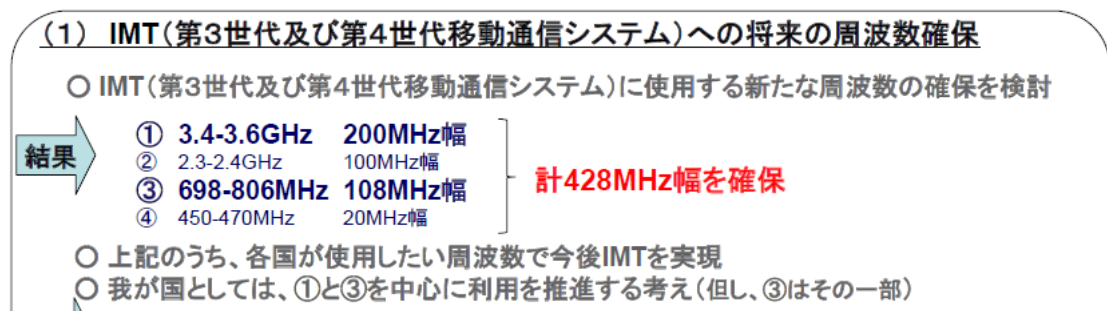 (1) IMT(第3世代及び第4世代移動通信システム)への将来の周波数確保
○ IMT(第3世代及び第4世代移動通信システム)に使用する新たな周波数の確保を検討
結果
① 3.4-3.6GHz 200MHz幅
② 2.3-2.4GHz 100MHz幅
③ 698-806MHz 108MHz幅
④ 450-470MHz 20MHz幅
計428MHz幅を確保
○ 上記のうち、各国が使用したい周波数で今後IMTを実現
○ 我が国としては、①と③を中心に利用を推進する考え(但し、③はその一部)